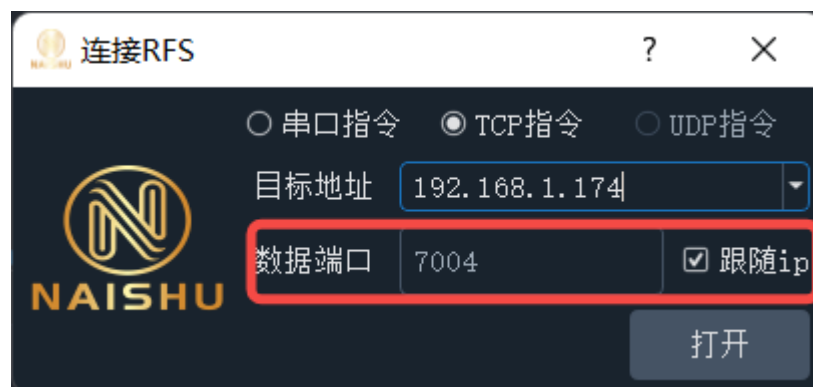 连接RFS ?
串口指令 TCP指令 UDP指令
目标地址 192.168.1.174
数据端口 7004 跟随ip
NAISHU
打开